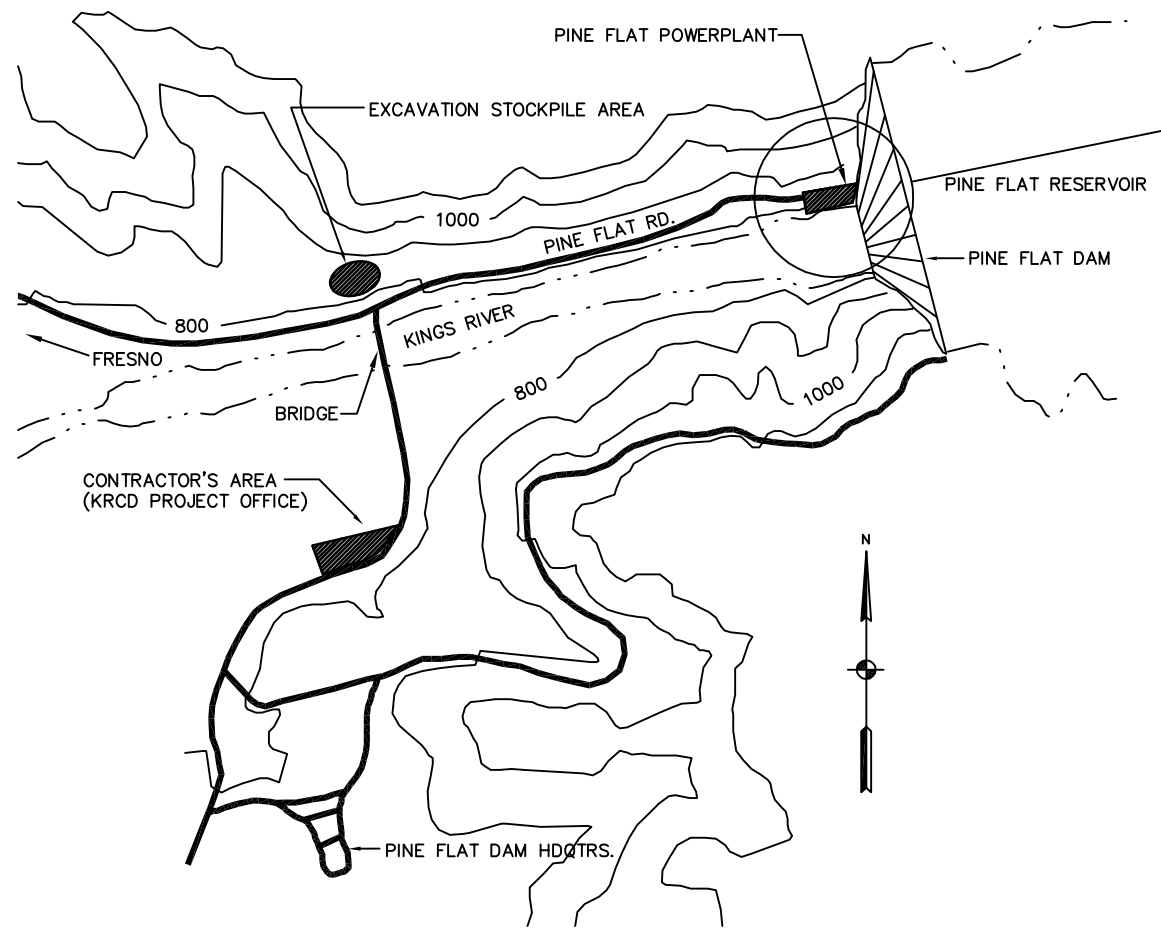 PINE FLAT POWERPLANT
EXCAVATION STOCKPILE AREA
PINE FLAT RESERVOIR
1000
PINE FLAT RD.
PINE FLAT DAM
800
KINGS RIVER
FRESNO
800
1000
BRIDGE
CONTRACTOR'S AREA
(KRCD PROJECT OFFICE)
N
PINE FLAT DAM HDQTRS.